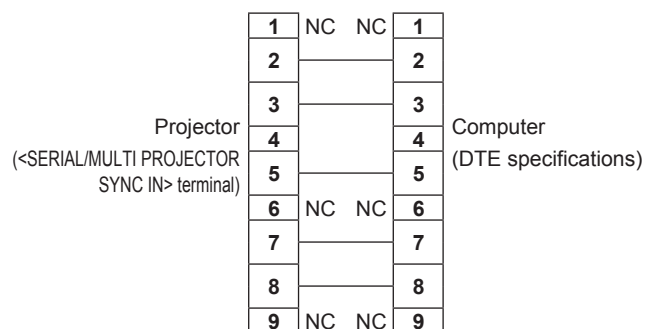 1 NC NC 1
2 2
3 3
Projector
4 4
Computer
(<SERIAL/MULTI PROJECTOR
SYNC IN> terminal)
(DTE specifications)
5 5
6 NC NC 6
7 7
8 8
9 NC NC 9